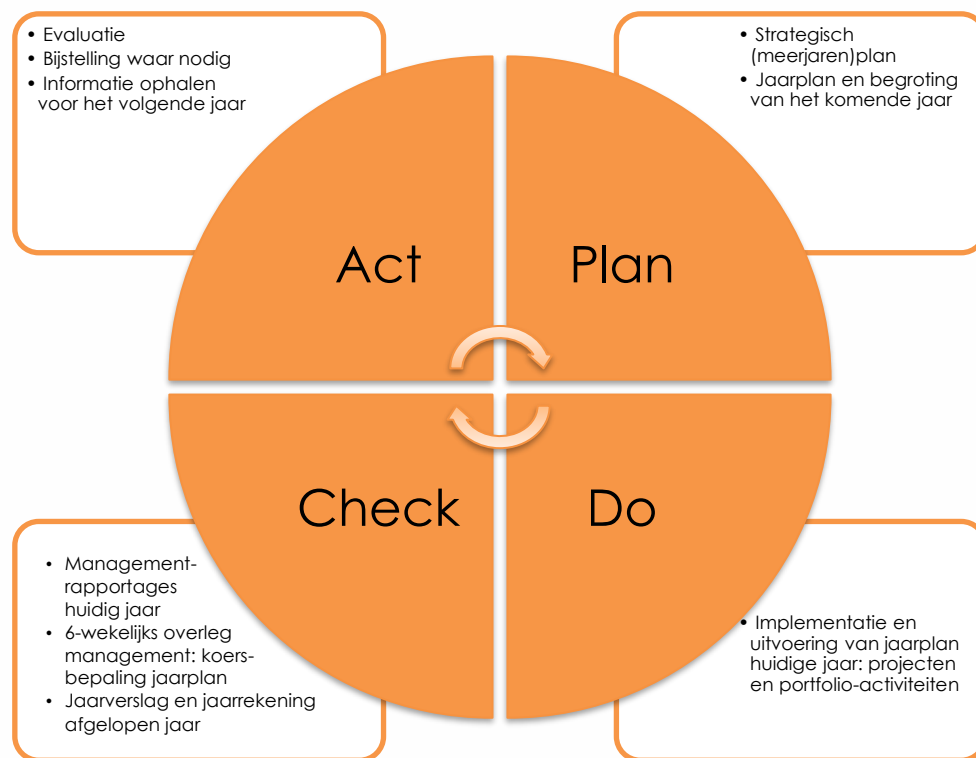 • Evaluatie
• Bijstelling waar nodig
• Informatie ophalen
voor het volgende jaar
• Strategisch
(meerjaren)plan
• Jaarplan en begroting
van het komende jaar
Act
Plan
Check
Do
• Management-
rapportages
huidig jaar
• 6-wekelijks overleg
management: koers-
bepaling jaarplan
• Jaarverslag en jaarrekening
afgelopen jaar
• Implementatie en
uitvoering van jaarplan
huidige jaar: projecten
en portfolio-activiteiten